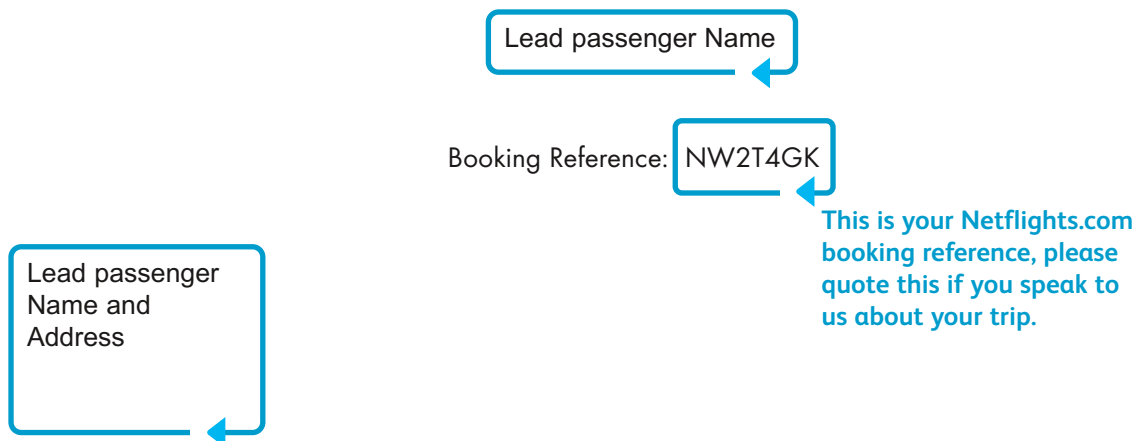 Lead passenger Name
Booking Reference: NW2T4GK
This is your Netflights.com
booking reference, please
quote this if you speak to
us about your trip.
Lead passenger
Name and
Address